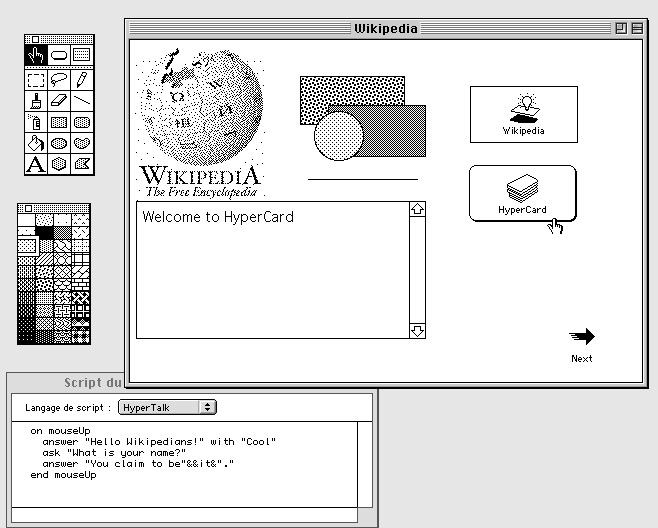 Wikipedia
WIKIPEDIA
The Free Encyclopedia
Wikipedia
HyperCard
Welcome to HyperCard
Next
A
Script du
Langage de script :
HyperTalk
on mouseUp
answer "Hello Wikipedians!" with "Cool"
ask "What is your name?"
answer "You claim to be"&&it&"."
end mouseUp